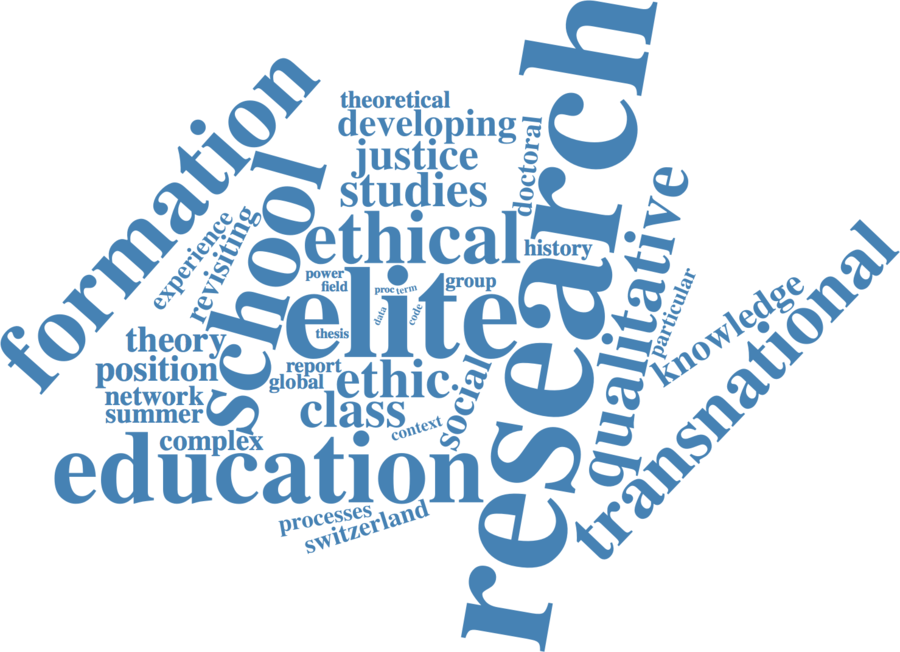 formation
research
theoretical
developing
justice
studies
doctoral
school
experience
revisiting
ethical
history
qualitative
transnational
power
field
elite
proc
term
group
data
code
thesis
particular
knowledge
theory
position
network
summer
report
global
ethic
class
social
context
complex
education
processes
switzerland